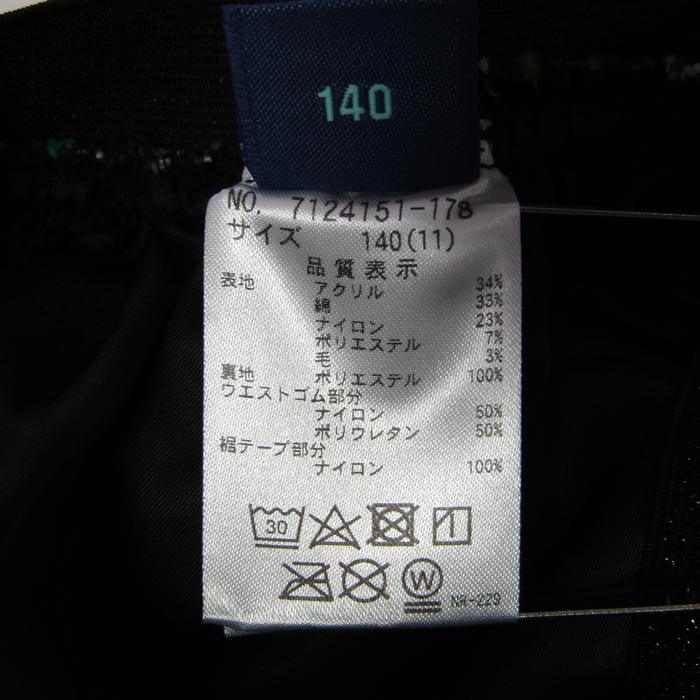 140
NO. 7124151-178
サイズ 140(11)
品質表示
表地 アクリル 34%
綿 33%
ナイロン 23%
ポリエステル 7%
毛 3%
裏地 ポリエステル 100%
ウエストゴム部分
ナイロン 50%
ポリウレタン 50%
裾テープ部分
ナイロン 100%
30
W
NR-229